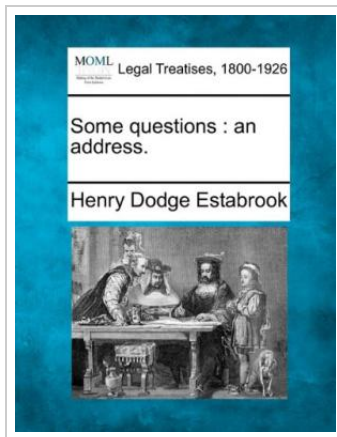 MOML
Legal Treatises, 1800-1926
Some questions : an
address.
Henry Dodge Estabrook